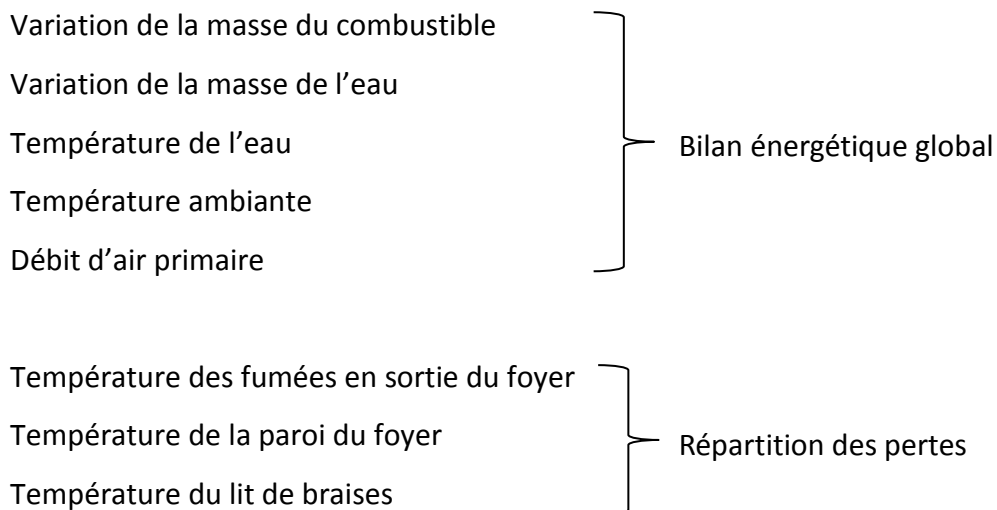 Variation de la masse du combustible
Variation de la masse de l’eau
Température de l’eau
Bilan énergétique global
Température ambiante
Débit d’air primaire
Température des fumées en sortie du foyer
Température de la paroi du foyer
Répartition des pertes
Température du lit de braises